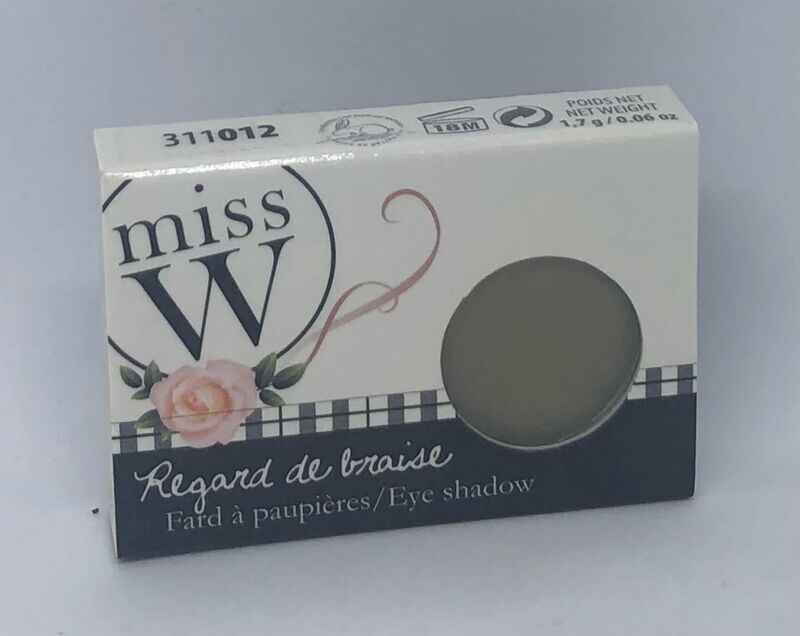 311012
18M
POIDS NET
NET WEIGHT
1,7 g / 0.06 oz
miss
W
Regard de braise
Fard à paupières/Eye shadow